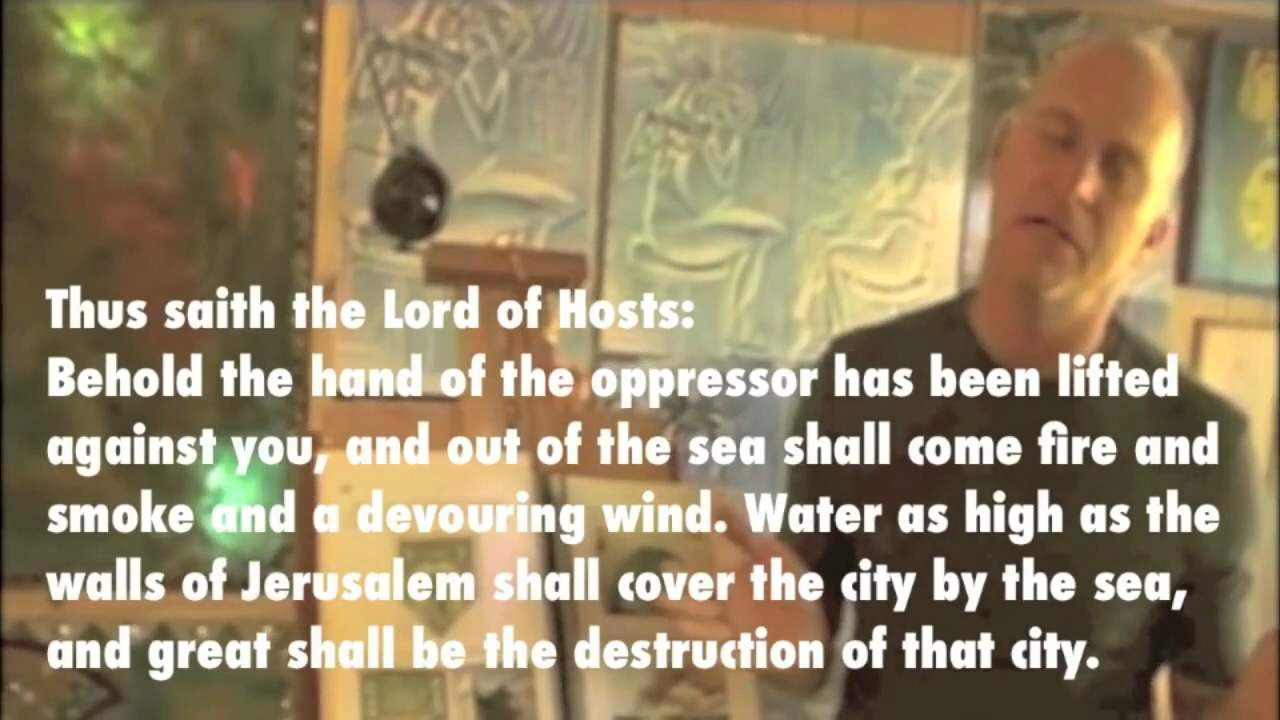 Thus saith the Lord of Hosts:
Behold the hand of the oppressor has been lifted
against you, and out of the sea shall come fire and
smoke and a devouring wind. Water as high as the
walls of Jerusalem shall cover the city by the sea,
and great shall be the destruction of that city.